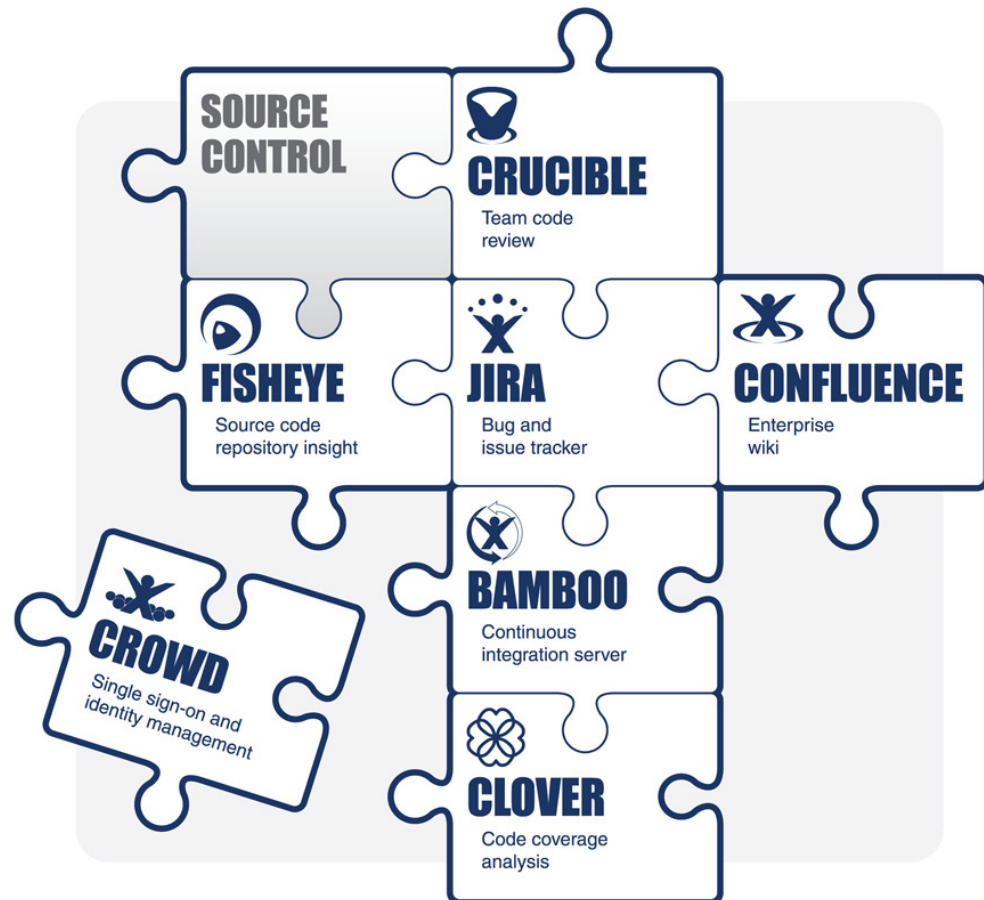 SOURCE
CONTROL
CRUCIBLE
Team code
review
FISHEYE
Source code
repository insight
JIRA
Bug and
issue tracker
CONFLUENCE
Enterprise
wiki
CROWD
Single sign-on and
identity management
BAMBOO
Continuous
integration server
CLOVER
Code coverage
analysis